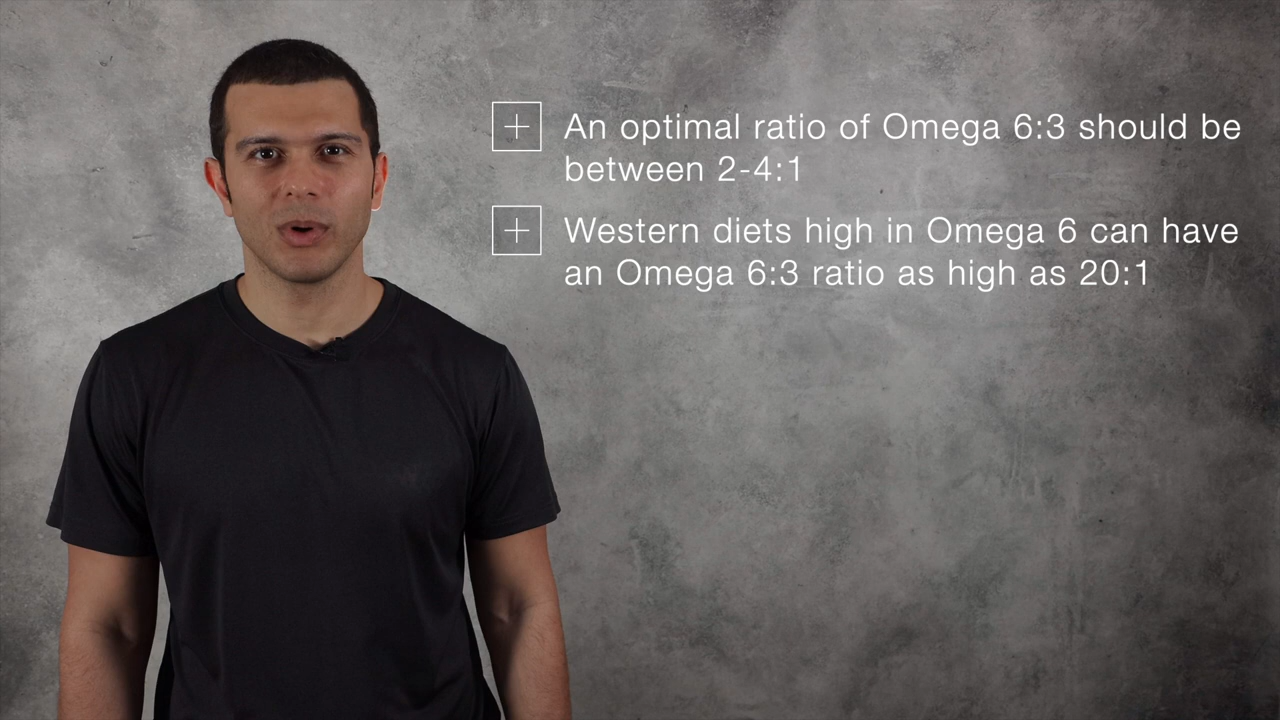 An optimal ratio of Omega 6:3 should be
between 2-4:1
Western diets high in Omega 6 can have
an Omega 6:3 ratio as high as 20:1